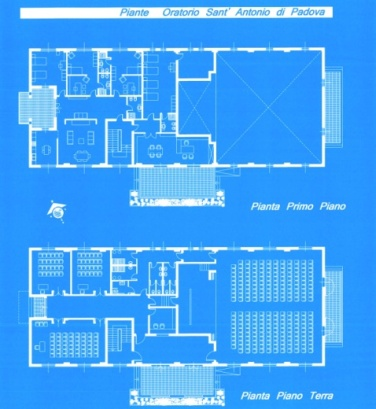 Piante Oratorio Sant' Antonio di Padova
Pianta Primo Piano
Pianta Piano Terra